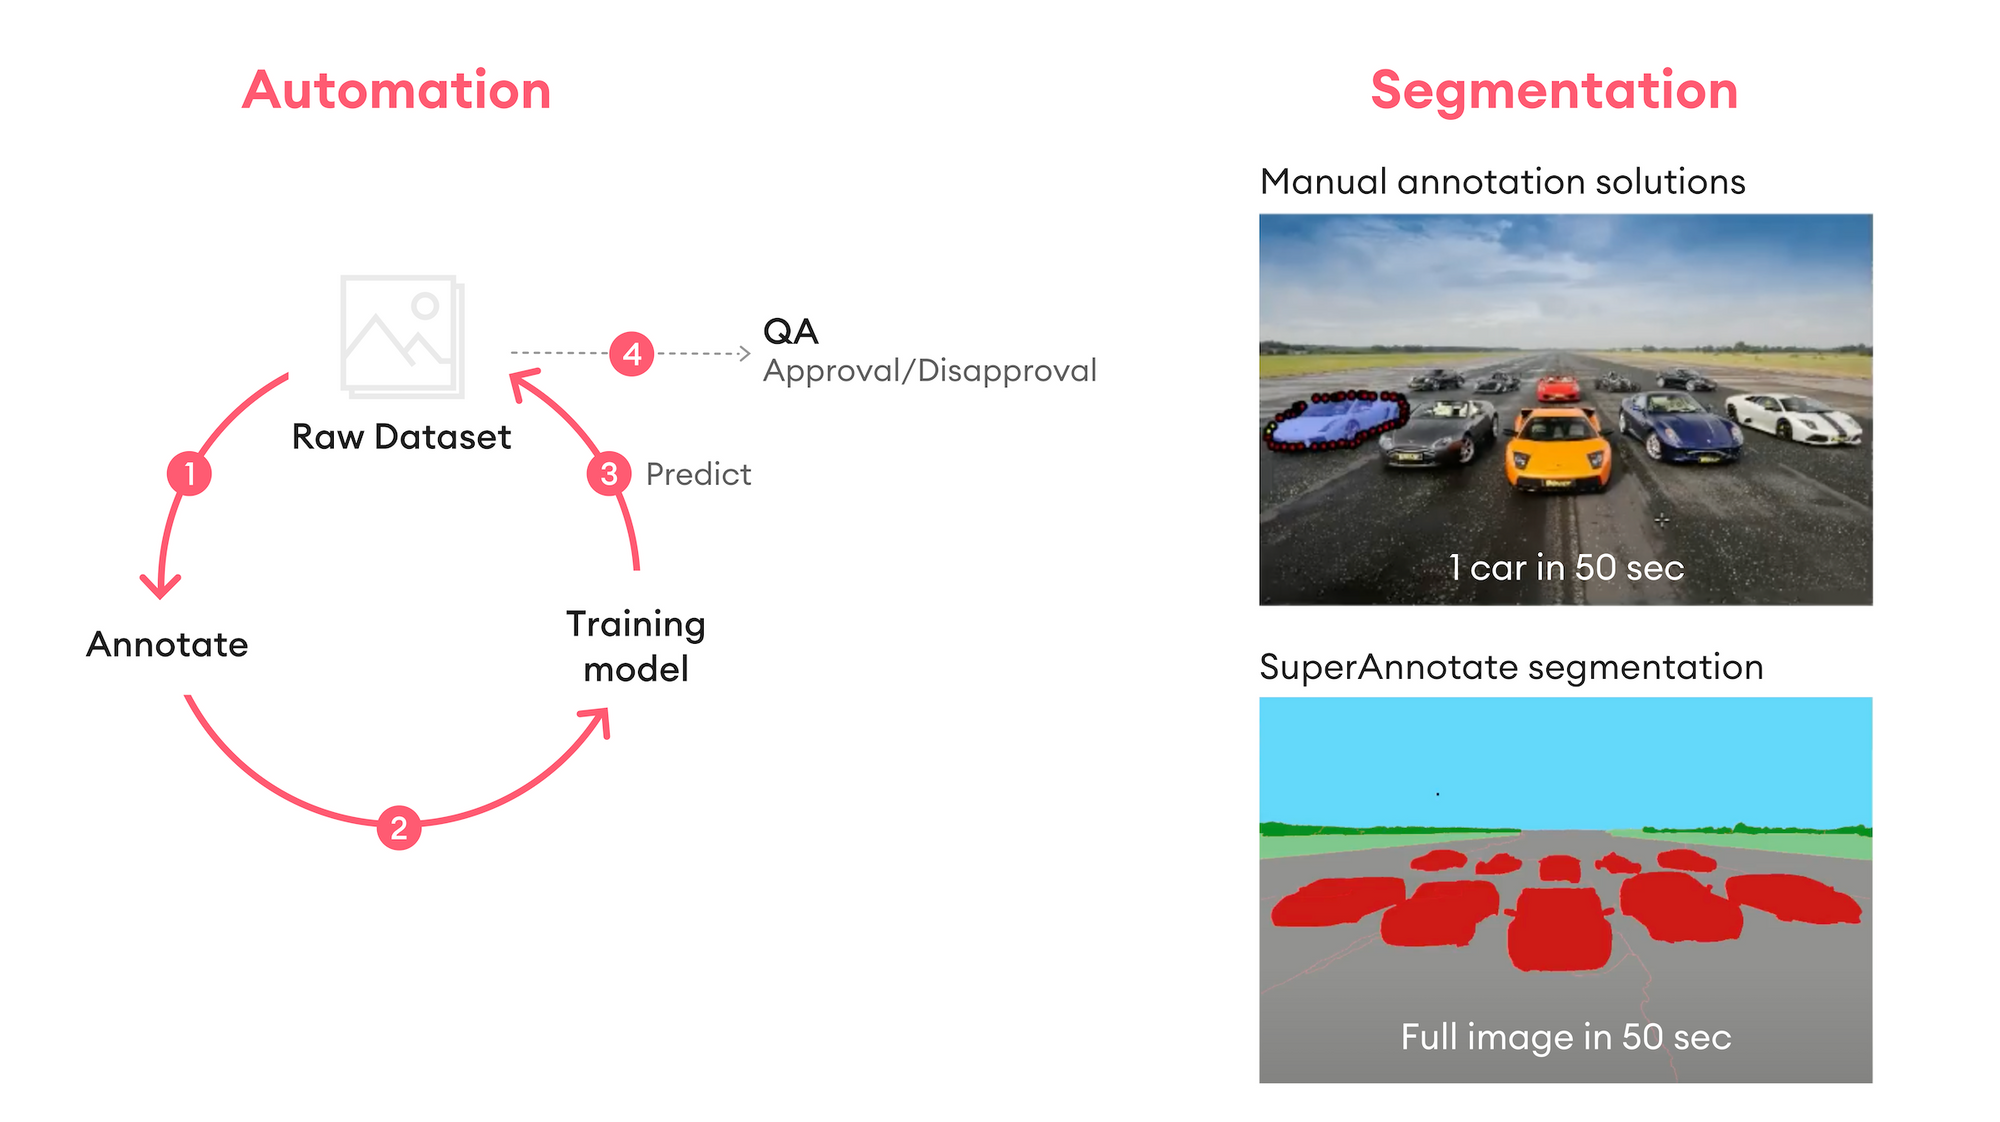 Automation
4
QA
Approval/Disapproval
Raw Dataset
1
3
Predict
Annotate
Training
model
2
Segmentation
Manual annotation solutions
1 car in 50 sec
SuperAnnotate segmentation
Full image in 50 sec